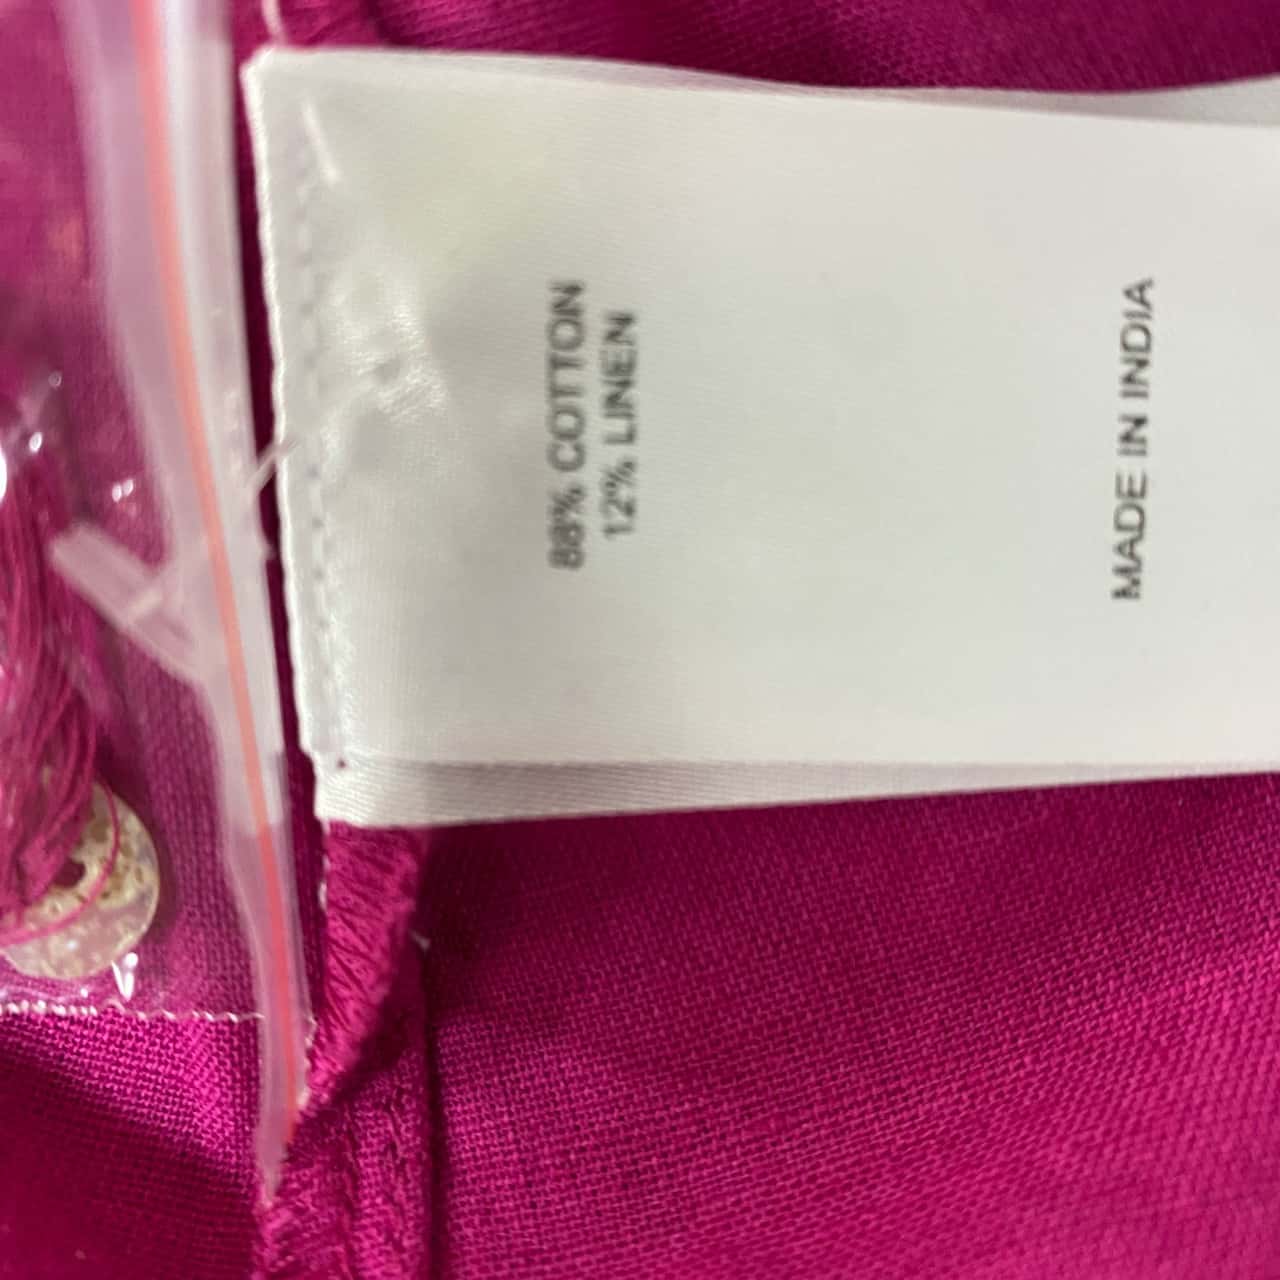 88% COTTON
12% LINEN
MADE IN INDIA